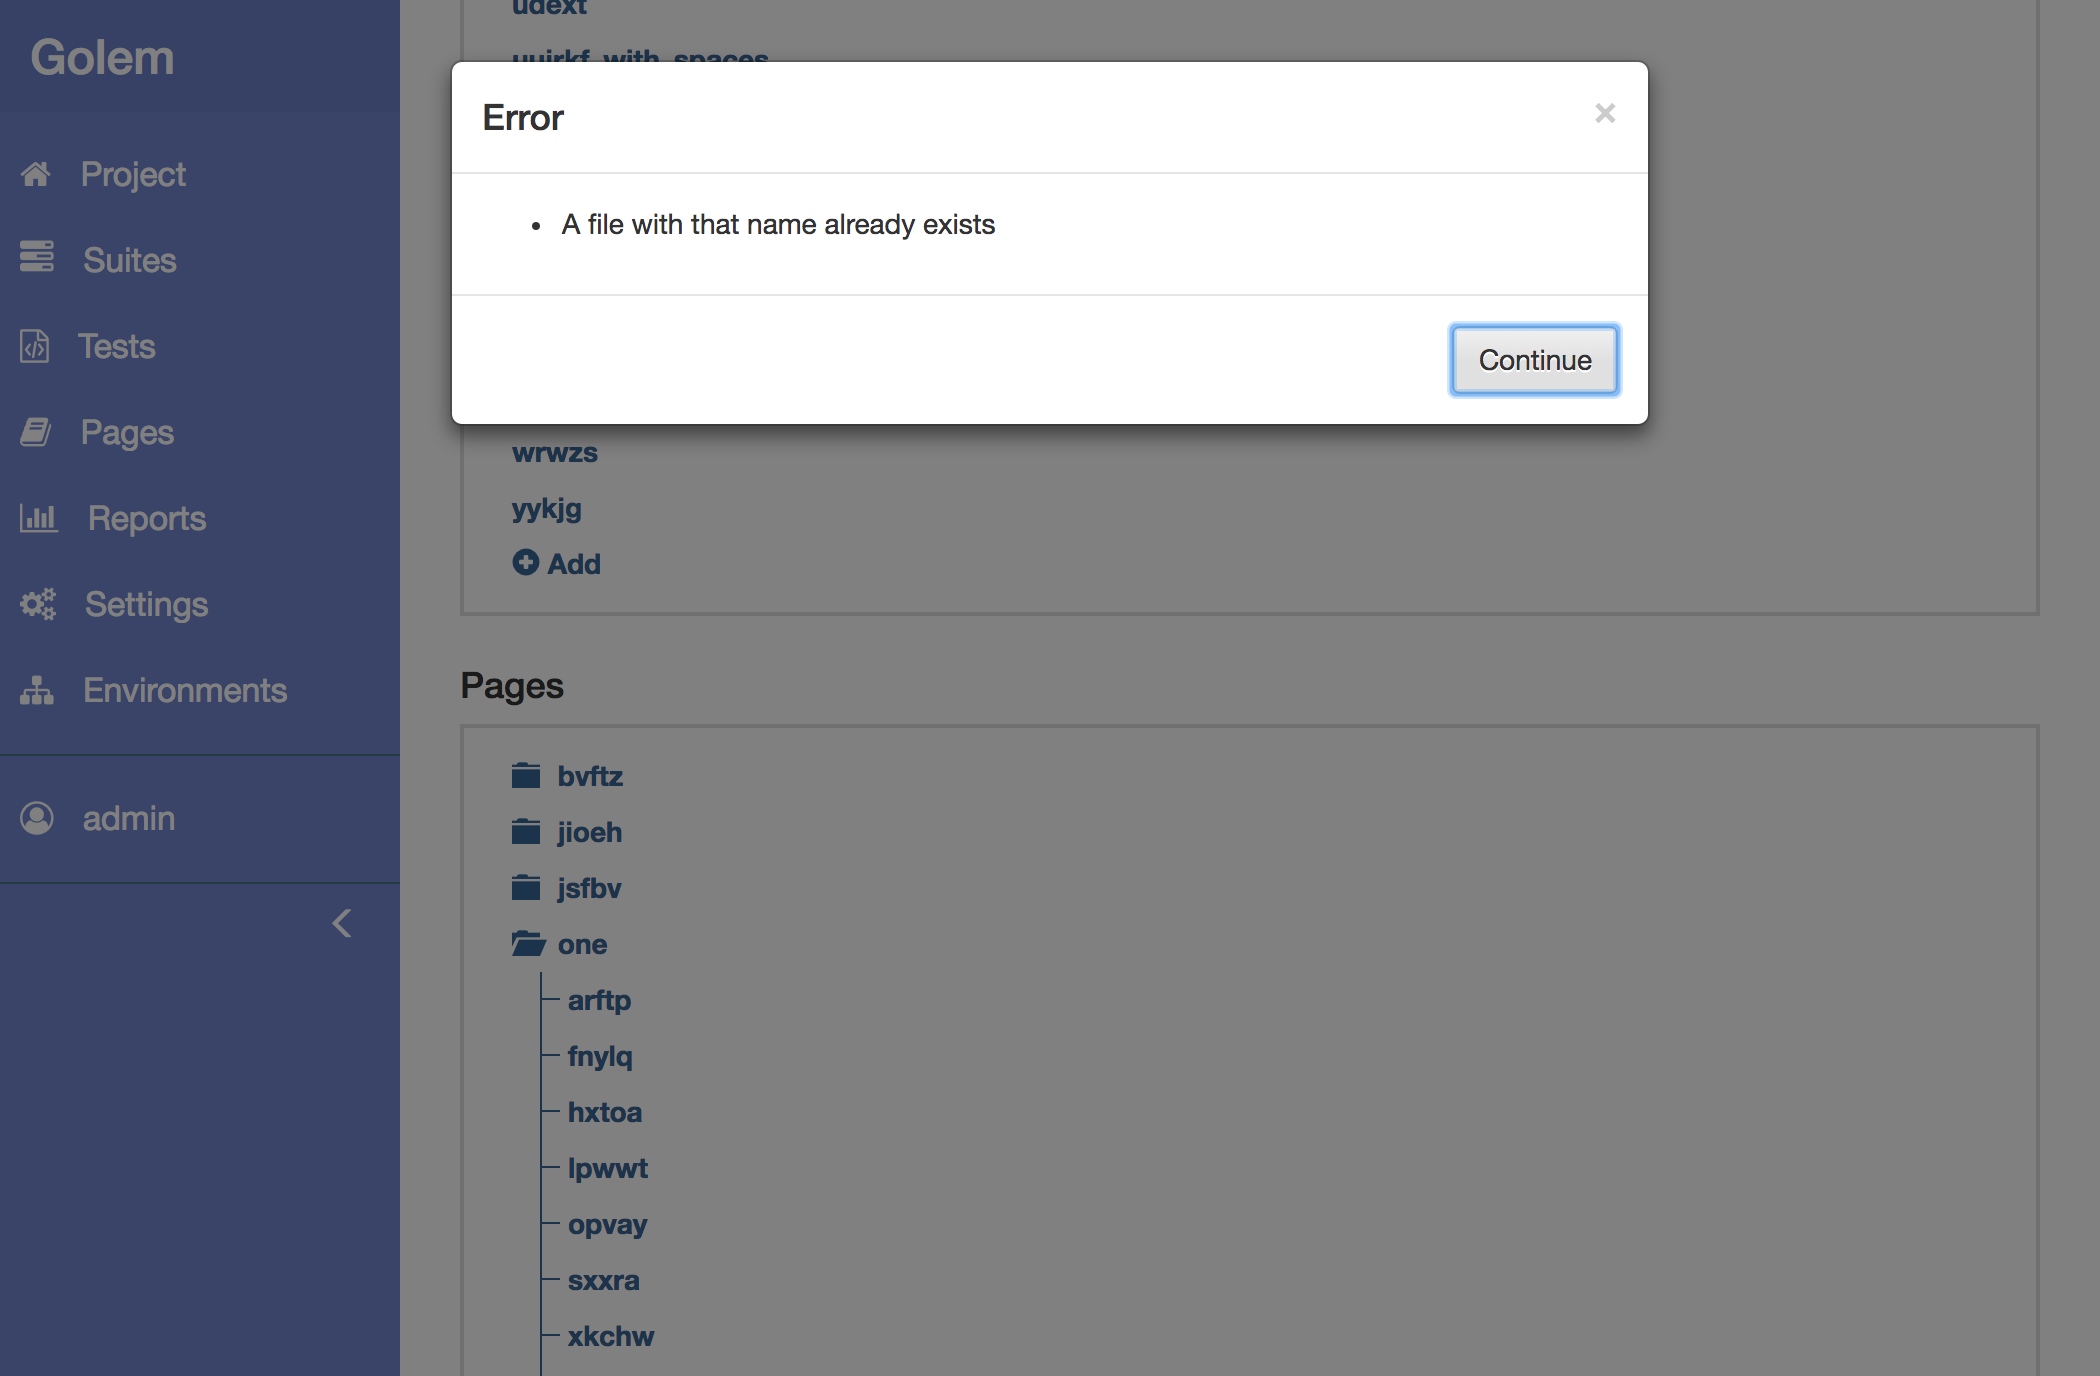 Golem
Project
Suites
Tests
Pages
Reports
Settings
Environments
admin
udext
Error
×
• A file with that name already exists
Continue
wrwzs
yykjg
Add
Pages
bvftz
jioeh
jsfbv
one
arftp
fnylq
hxtoa
lpwwt
opvay
sxxra
xkchw